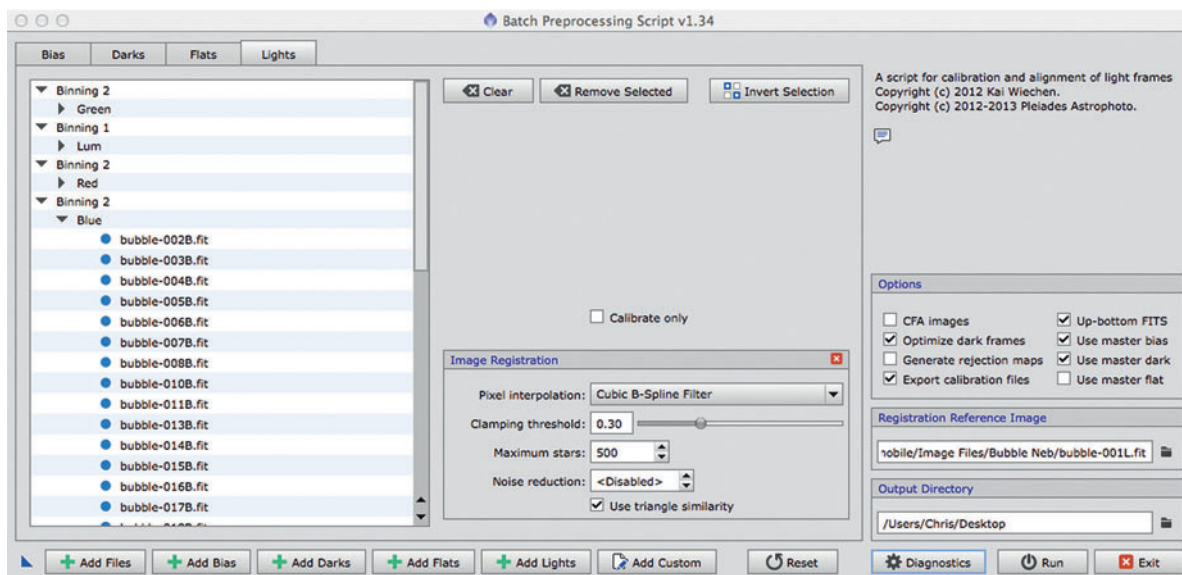 Batch Preprocessing Script v1.34
Bias Darks Flats Lights
Binning 2
Green
Binning 1
Lum
Binning 2
Red
Binning 2
Blue
bubble-002B.fit
bubble-003B.fit
bubble-004B.fit
bubble-005B.fit
bubble-006B.fit
bubble-007B.fit
bubble-008B.fit
bubble-010B.fit
bubble-011B.fit
bubble-013B.fit
bubble-014B.fit
bubble-015B.fit
bubble-016B.fit
bubble-017B.fit
Clear Remove Selected Invert Selection
Calibrate only
Image Registration
Pixel interpolation: Cubic B-Spline Filter
Clamping threshold: 0.30
Maximum stars: 500
Noise reduction: <Disabled>
Use triangle similarity
A script for calibration and alignment of light frames
Copyright (c) 2012 Kai Wiechen.
Copyright (c) 2012-2013 Pleiades Astrophoto.
Options
CFA images Up-bottom FITS
Optimize dark frames Use master bias
Generate rejection maps Use master dark
Export calibration files Use master flat
Registration Reference Image
/Image Files/Bubble Neb/bubble-001L.fit
Output Directory
/Users/Chris/Desktop
Add Files Add Bias Add Darks Add Flats Add Lights Add Custom Reset Diagnostics Run Exit